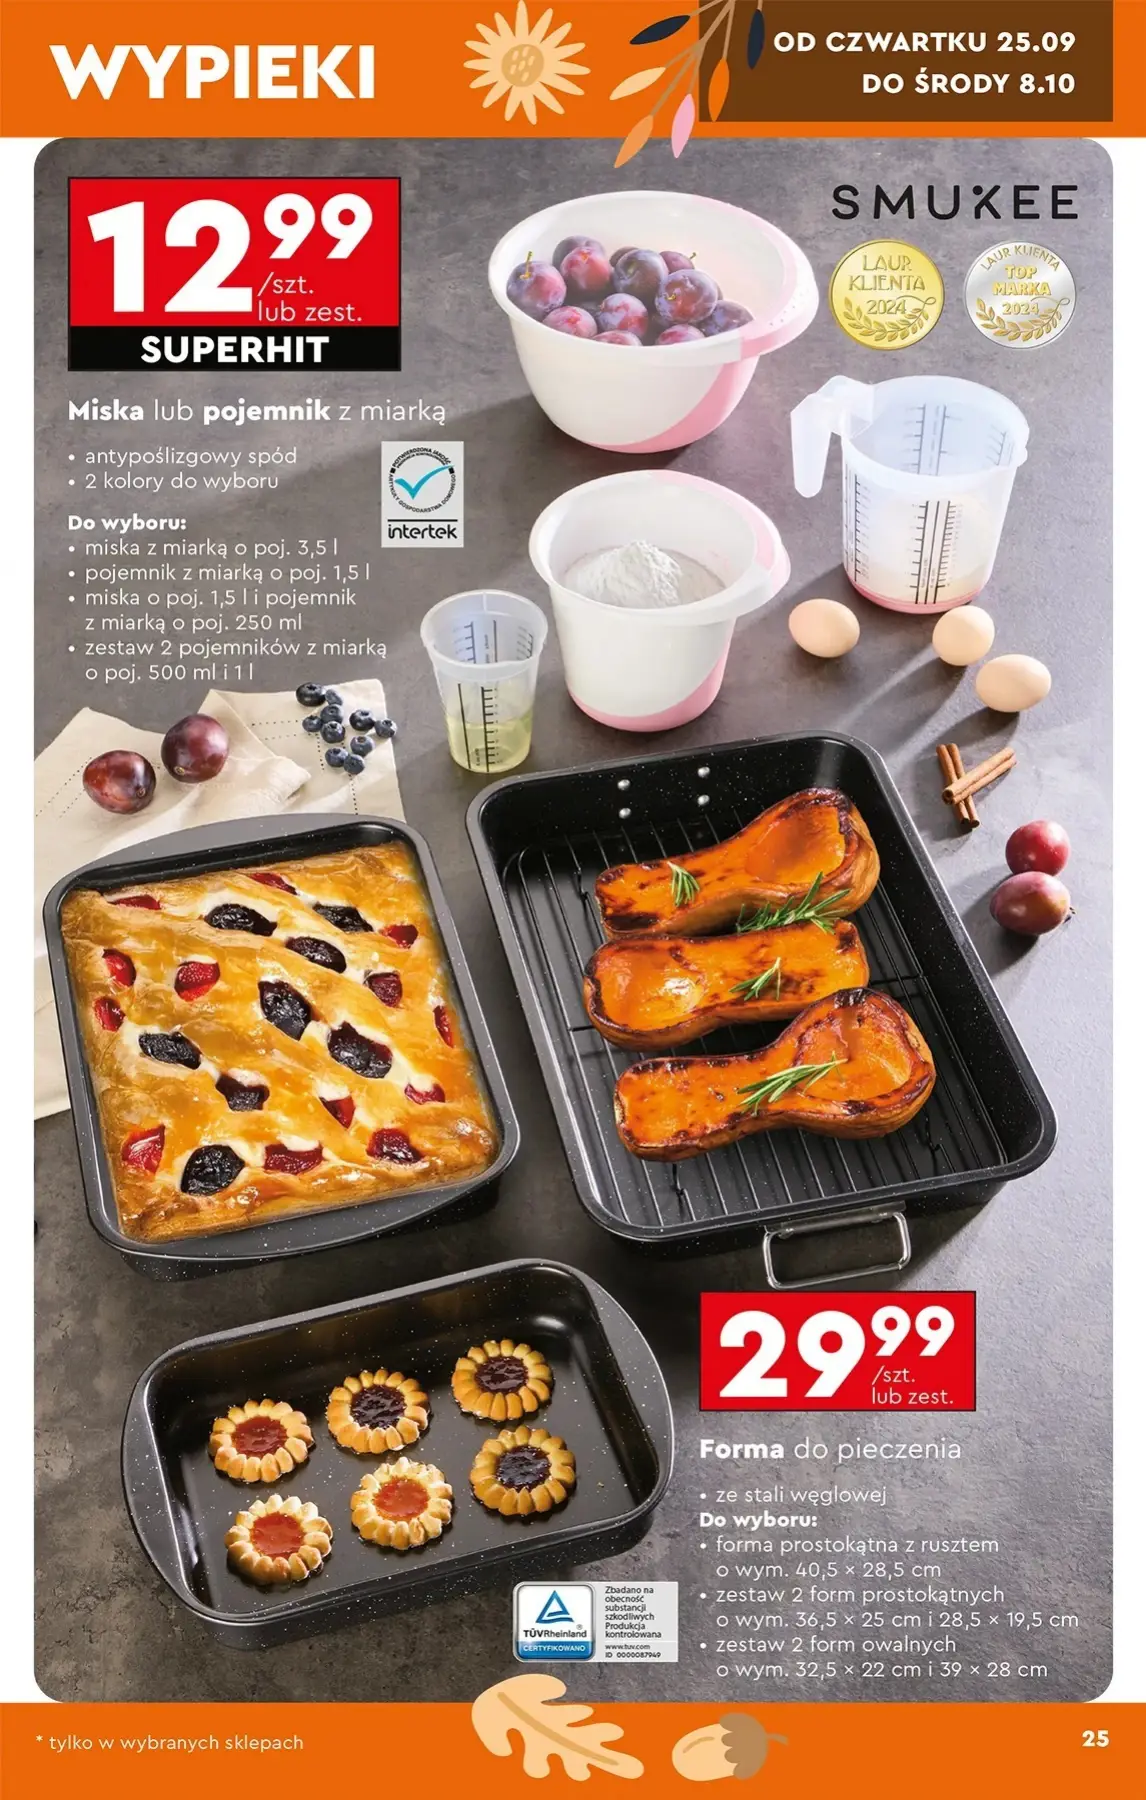 WYPIEKI
OD CZWARTKU 25.09
DO ŚRODY 8.10
12 99
/szt.
lub zest.
SUPERHIT
SMUKEE
LAUR
KLIENTA
2024
LAUR KLIENTA
TOP
MARKA
2024
Miska lub pojemnik z miarką
• antypoślizgowy spód
• 2 kolory do wyboru
Do wyboru:
• miska z miarką o poj. 3,5 l
• pojemnik z miarką o poj. 1,5 l
• miska o poj. 1,5 l i pojemnik
z miarką o poj. 250 ml
• zestaw 2 pojemników z miarką
o poj. 500 ml i 1 l
intertek
29 99
/szt.
lub zest.
Forma do pieczenia
• ze stali węglowej
Do wyboru:
• forma prostokątna z rusztem
o wym. 40,5 × 28,5 cm
• zestaw 2 form prostokątnych
o wym. 36,5 × 25 cm i 28,5 × 19,5 cm
• zestaw 2 form owalnych
o wym. 32,5 × 22 cm i 39 × 28 cm
TÜVRheinland
CERTYFIKOWANO
Zbadano na
obecność
substancji
szkodliwych
Produkcja
kontrolowana
www.tuv.com
ID 0000087949
* tylko w wybranych sklepach
25